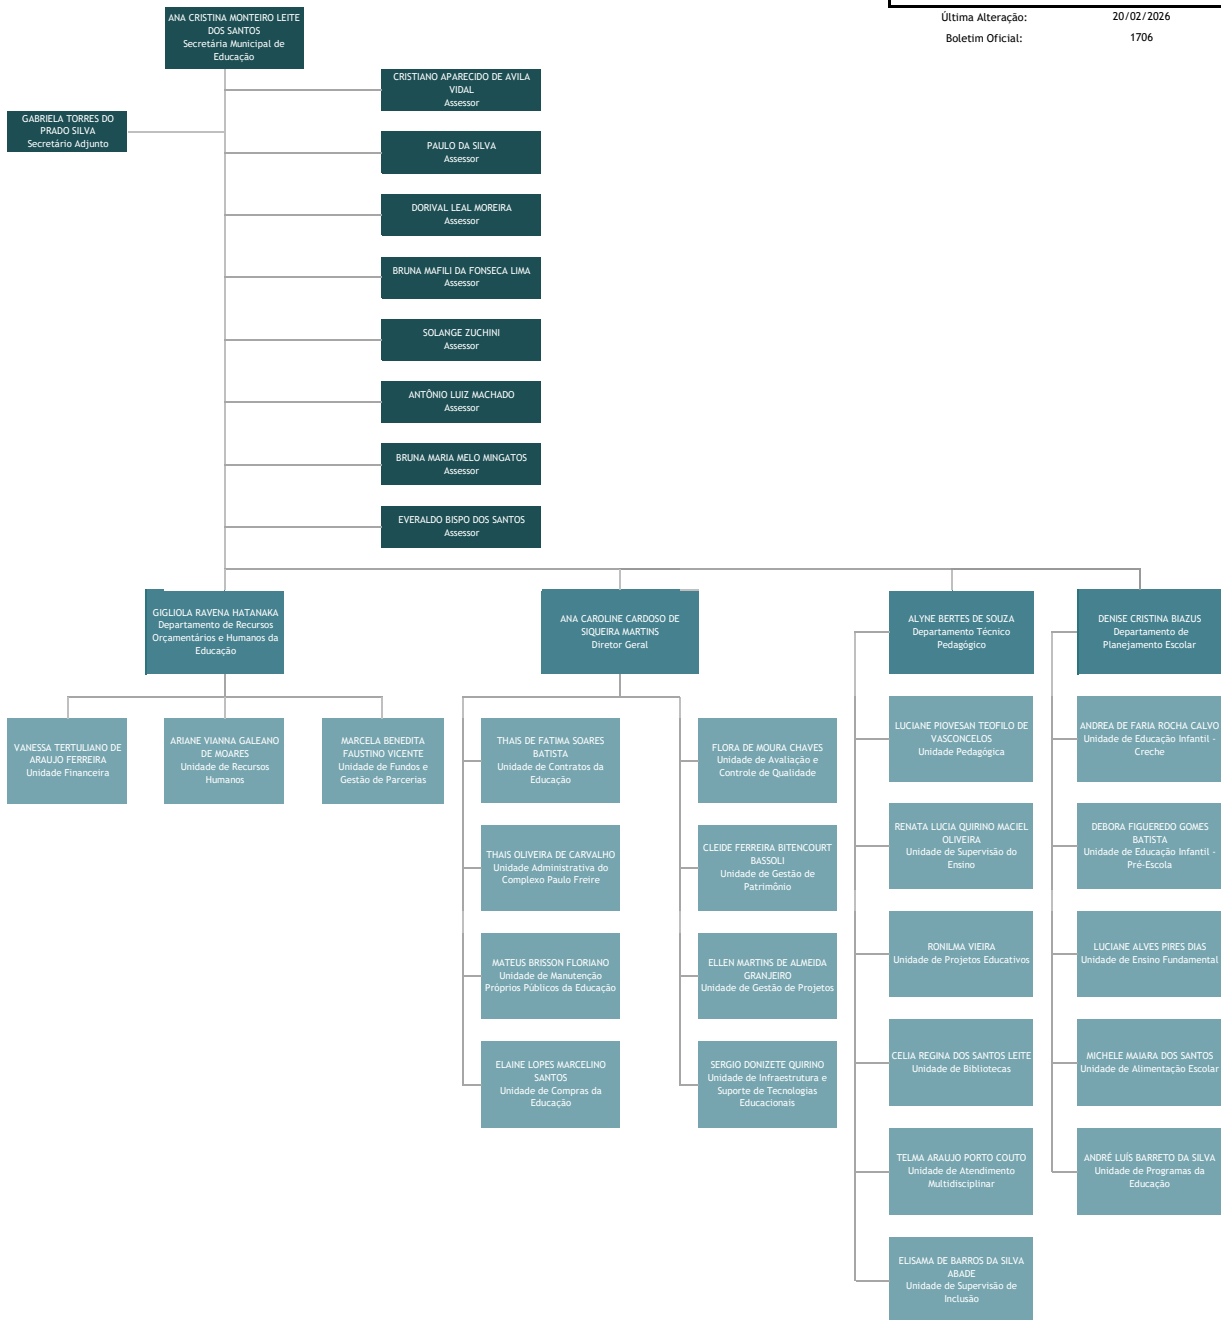 ANA CRISTINA MONTEIRO LEITE
DOS SANTOS
Secretária Municipal de
Educação
Última Alteração: 20/02/2026
Boletim Oficial: 1706
CRISTIANO APARECIDO DE AVILA
VIDAL
Assessor
GABRIELA TORRES DO
PRADO SILVA
Secretário Adjunto
PAULO DA SILVA
Assessor
DORIVAL LEAL MOREIRA
Assessor
BRUNA MAFILI DA FONSECA LIMA
Assessor
SOLANGE ZUCHINI
Assessor
ANTÔNIO LUIZ MACHADO
Assessor
BRUNA MARIA MELO MINGATOS
Assessor
EVERALDO BISPO DOS SANTOS
Assessor
GIGLIOLA RAVENA HATANAKA
Departamento de Recursos
Orçamentários e Humanos da
Educação
ANA CAROLINE CARDOSO DE
SIQUEIRA MARTINS
Diretor Geral
ALYNE BERTES DE SOUZA
Departamento Técnico
Pedagógico
DENISE CRISTINA BIAZUS
Departamento de
Planejamento Escolar
VANESSA TERTULIANO DE
ARAUJO FERREIRA
Unidade Financeira
ARIANE VIANNA GALEANO
DE MOARES
Unidade de Recursos
Humanos
MARCELA BENEDITA
FAUSTINO VICENTE
Unidade de Fundos e
Gestão de Parcerias
THAIS DE FATIMA SOARES
BATISTA
Unidade de Contratos da
Educação
FLORA DE MOURA CHAVES
Unidade de Avaliação e
Controle de Qualidade
LUCIANE PIOVESAN TEOFILO DE
VASCONCELOS
Unidade Pedagógica
ANDREA DE FARIA ROCHA CALVO
Unidade de Educação Infantil -
Creche
THAIS OLIVEIRA DE CARVALHO
Unidade Administrativa do
Complexo Paulo Freire
CLEIDE FERREIRA BITENCOURT
BASSOLI
Unidade de Gestão de
Patrimônio
RENATA LUCIA QUIRINO MACIEL
OLIVEIRA
Unidade de Supervisão do
Ensino
DEBORA FIGUEREDO GOMES
BATISTA
Unidade de Educação Infantil -
Pré-Escola
MATEUS BRISSON FLORIANO
Unidade de Manutenção
Próprios Públicos da Educação
ELLEN MARTINS DE ALMEIDA
GRANJEIRO
Unidade de Gestão de Projetos
RONILMA VIEIRA
Unidade de Projetos Educativos
LUCIANE ALVES PIRES DIAS
Unidade de Ensino Fundamental
ELAINE LOPES MARCELINO
SANTOS
Unidade de Compras da
Educação
SERGIO DONIZETE QUIRINO
Unidade de Infraestrutura e
Suporte de Tecnologias
Educacionais
CELIA REGINA DOS SANTOS LEITE
Unidade de Bibliotecas
MICHELE MAIARA DOS SANTOS
Unidade de Alimentação Escolar
TELMA ARAUJO PORTO COUTO
Unidade de Atendimento
Multidisciplinar
ANDRÉ LUÍS BARRETO DA SILVA
Unidade de Programas da
Educação
ELISAMA DE BARROS DA SILVA
ABADE
Unidade de Supervisão de
Inclusão